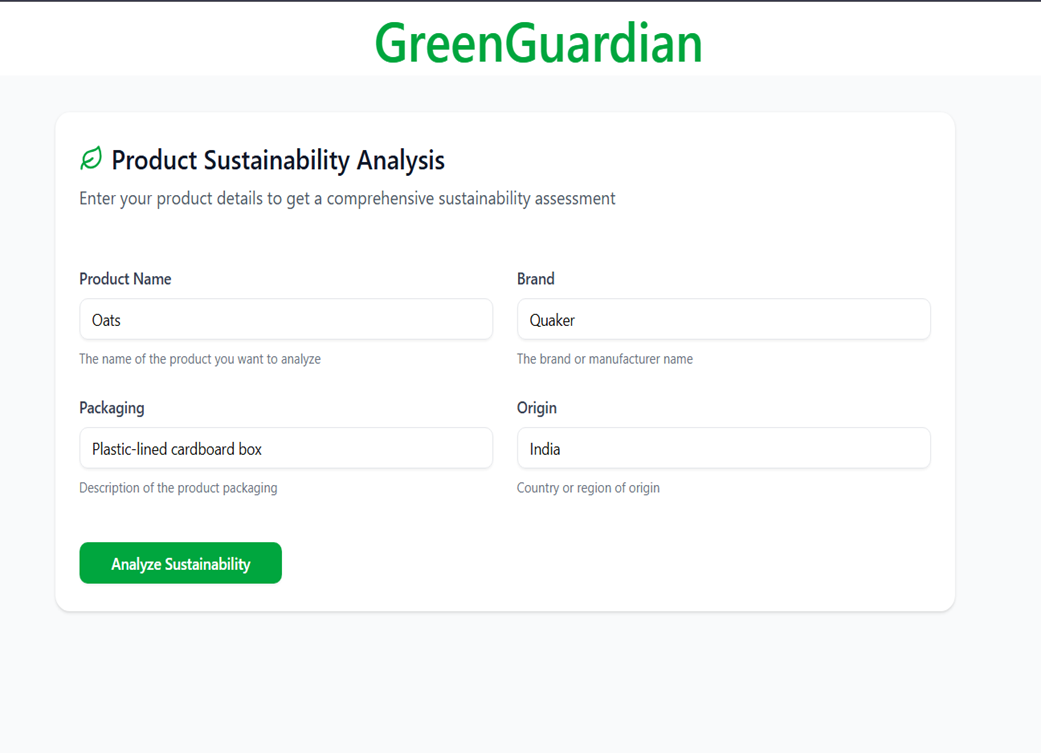 GreenGuardian
Product Sustainability Analysis
Enter your product details to get a comprehensive sustainability assessment
Product Name
Brand
Oats
Quaker
The name of the product you want to analyze
The brand or manufacturer name
Packaging
Origin
Plastic-lined cardboard box
India
Description of the product packaging
Country or region of origin
Analyze Sustainability